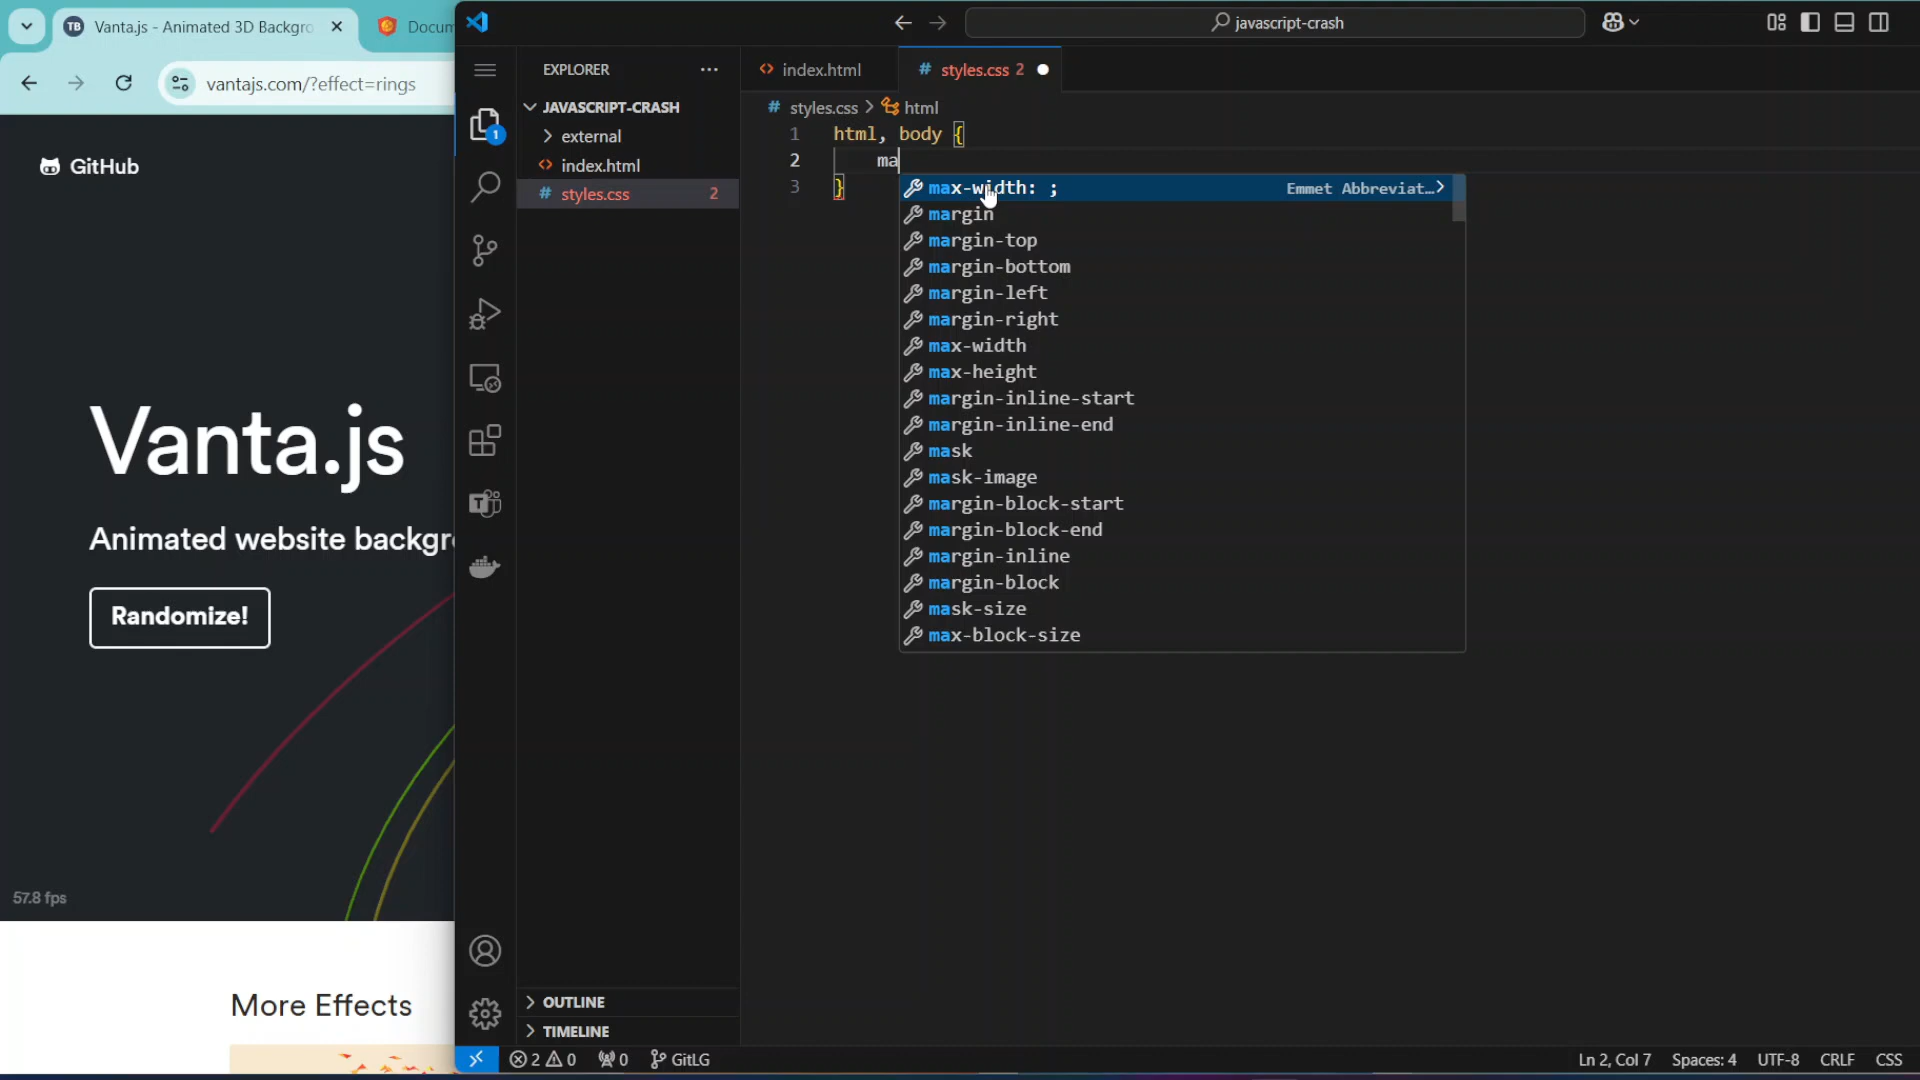 TB Vanta.js - Animated 3D Backgro
Docum
vantajs.com/?effect=rings
GitHub
Vanta.js
Animated website backgr
Randomize!
57.8 fps
More Effects
javascript-crash
EXPLORER
JAVASCRIPT-CRASH
external
index.html
styles.css 2
OUTLINE
TIMELINE
1
index.html
styles.css 2
styles.css > html
1 html, body {
2 ma
3 }
max-width: ; Emmet Abbreviat...
margin
margin-top
margin-bottom
margin-left
margin-right
max-width
max-height
margin-inline-start
margin-inline-end
mask
mask-image
margin-block-start
margin-block-end
margin-inline
margin-block
mask-size
max-block-size
2 0 0 GitLG
Ln 2, Col 7 Spaces: 4 UTF-8 CRLF CSS